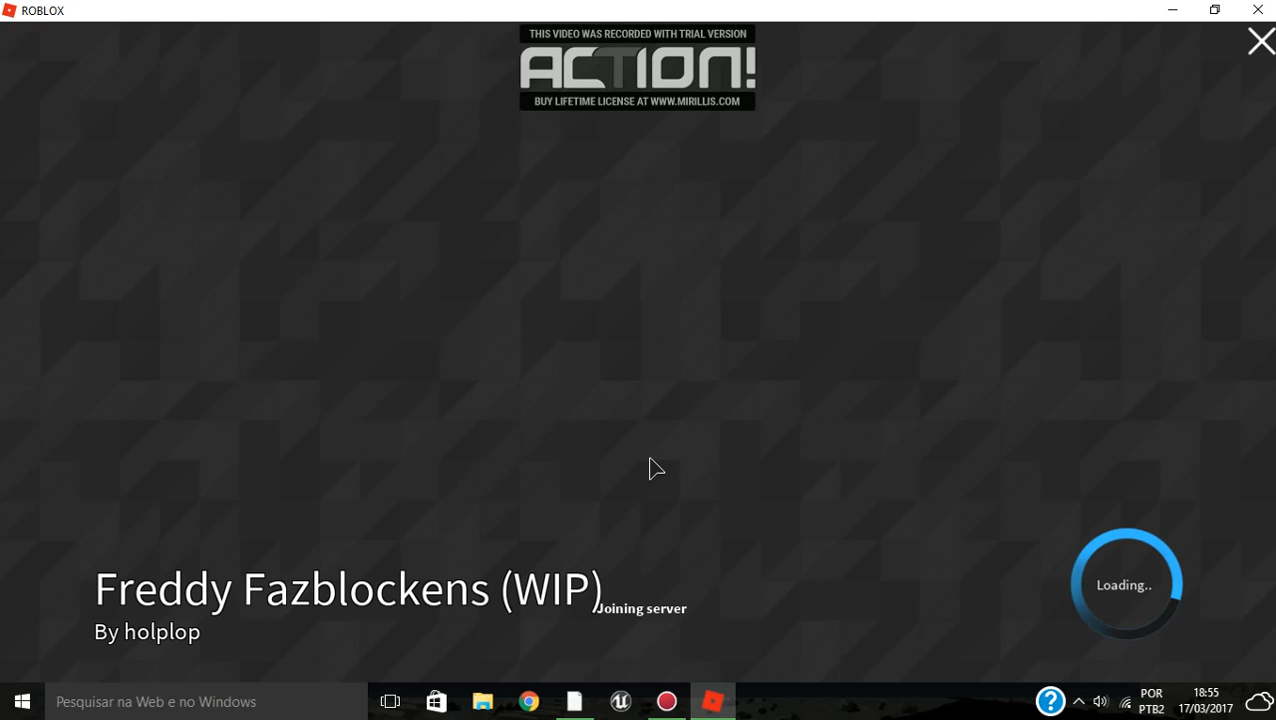 ROBLOX
THIS VIDEO WAS RECORDED WITH TRIAL VERSION
ACTION!
BUY LIFETIME LICENSE AT WWW.MIRILLIS.COM
Freddy Fazblockens (WIP)
Joining server
By holplop
Loading..
Pesquisar na Web e no Windows
POR
PTB2
18:55
17/03/2017